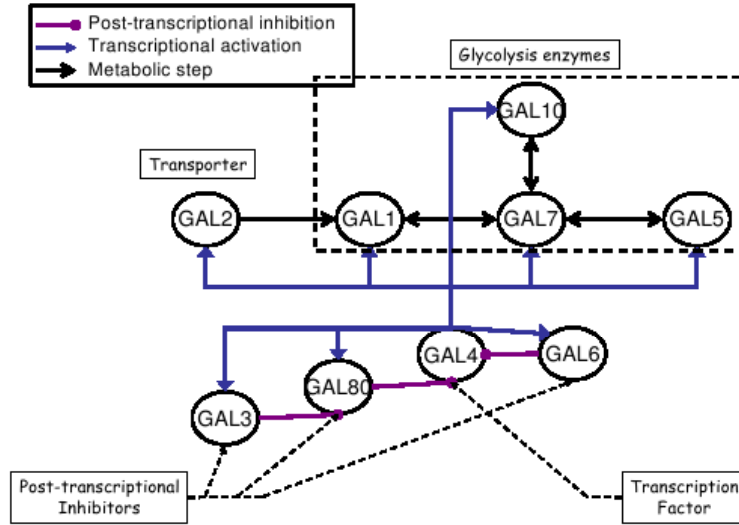 Post-transcriptional inhibition
Transcriptional activation
Metabolic step
Glycolysis enzymes
GAL10
Transporter
GAL2
GAL1
GAL7
GAL5
GAL4
GAL6
GAL80
GAL3
Post-transcriptional
Inhibitors
Transcription
Factor